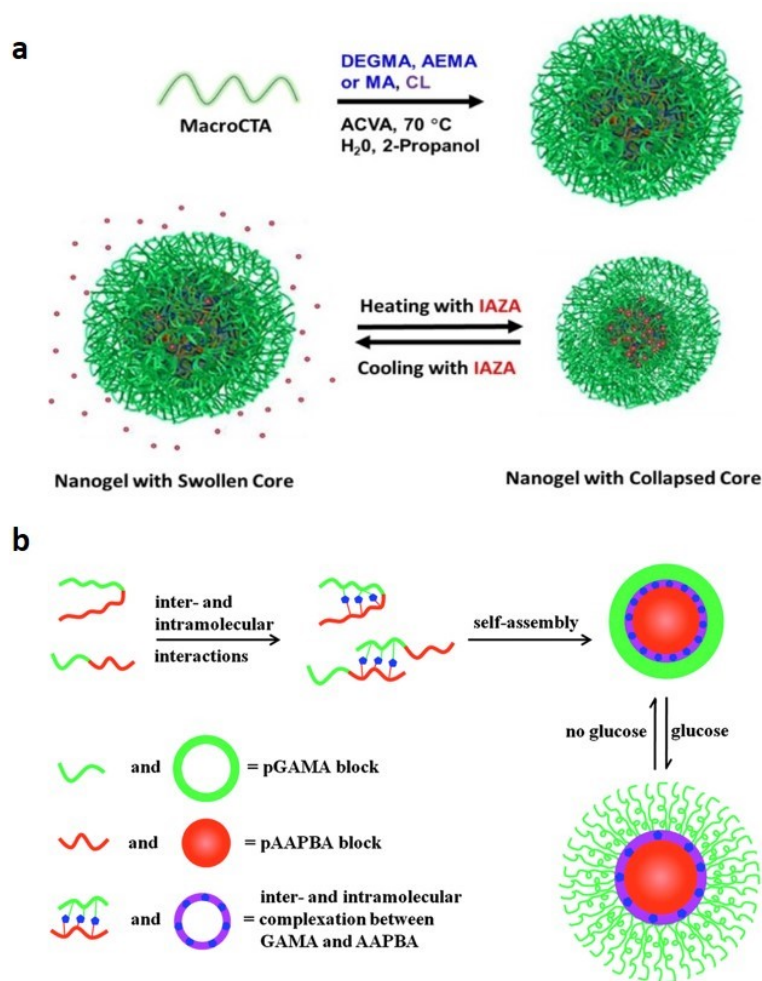 a
DEGMA, AEMA
or MA, CL
MacroCTA
ACVA, 70 °C
H₂0, 2-Propanol
Heating with IAZA
Cooling with IAZA
Nanogel with Swollen Core
Nanogel with Collapsed Core
b
inter- and
intramolecular
interactions
self-assembly
no glucose
glucose
and
= pGAMA block
and
= pAAPBA block
and
inter- and intramolecular
= complexation between
GAMA and AAPBA